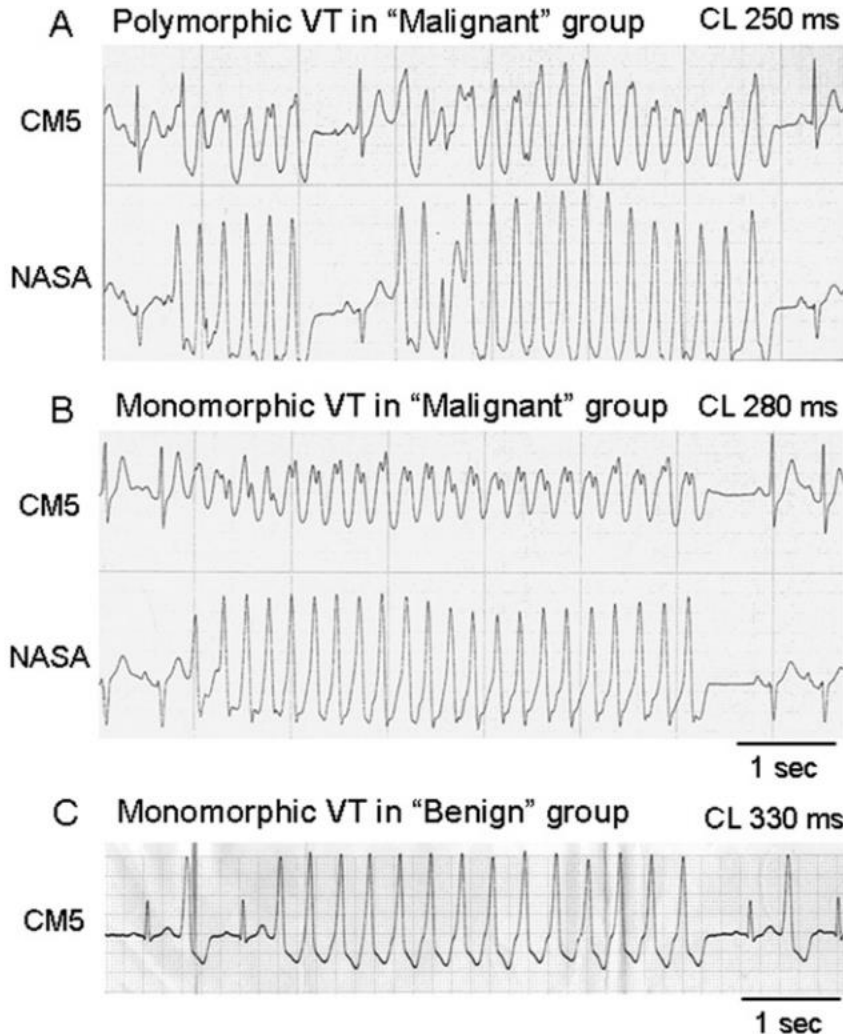 A Polymorphic VT in “Malignant” group CL 250 ms
CM5
NASA
B Monomorphic VT in “Malignant” group CL 280 ms
CM5
NASA
1 sec
C Monomorphic VT in “Benign” group CL 330 ms
CM5
1 sec